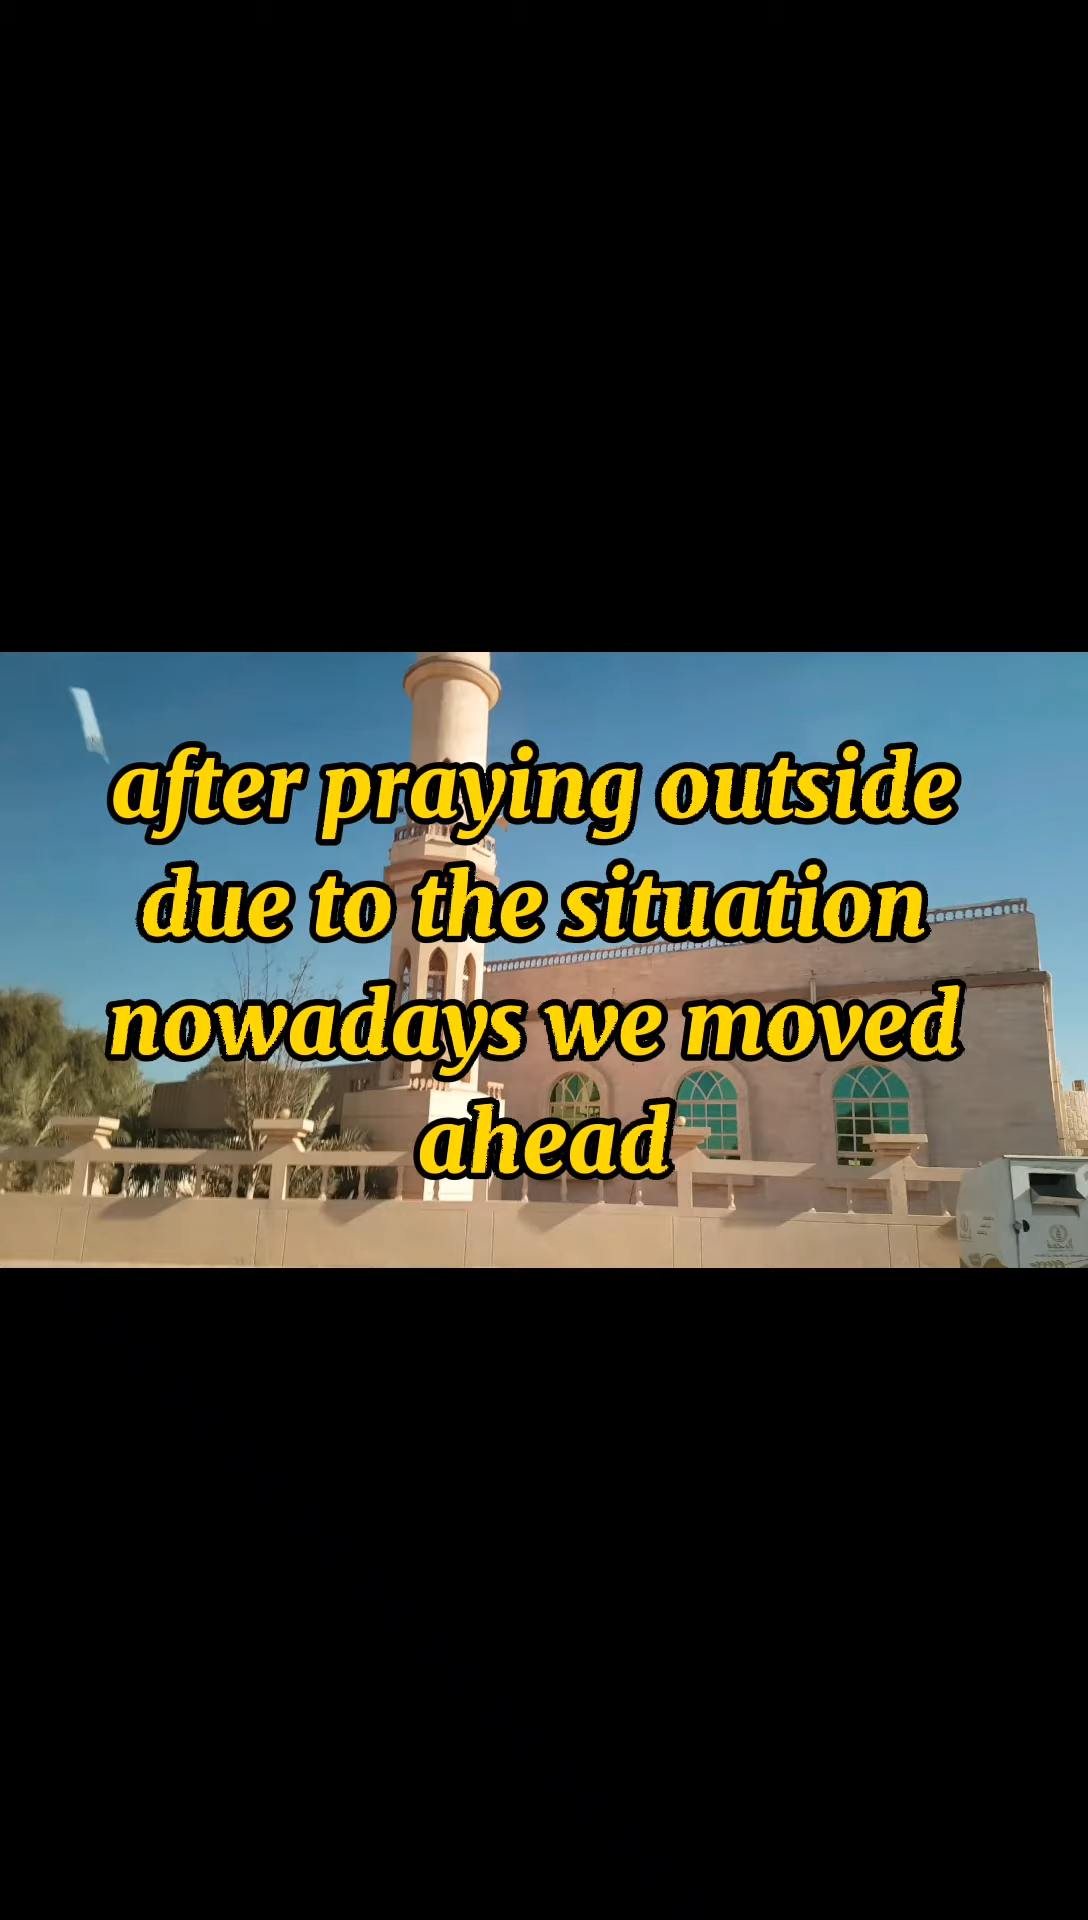 after praying outside
due to the situation
nowadays we moved
ahead